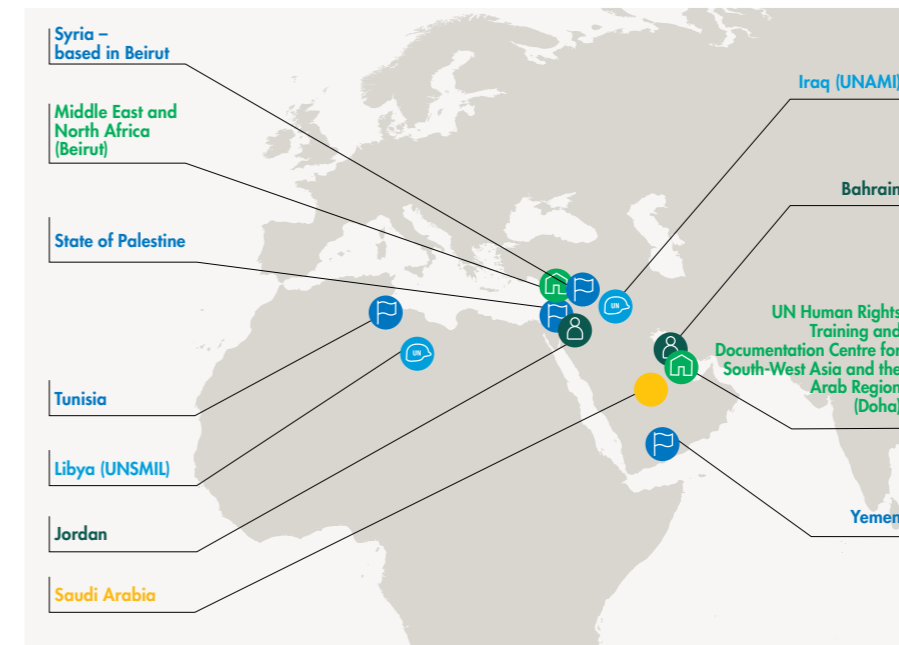 Syria –
based in Beirut
Middle East and
North Africa
(Beirut)
State of Palestine
Tunisia
Libya (UNSMIL)
Jordan
Saudi Arabia
Iraq (UNAMI)
Bahrain
UN Human Rights
Training and
Documentation Centre for
South-West Asia and the
Arab Region
(Doha)
Yemen
UN
UN